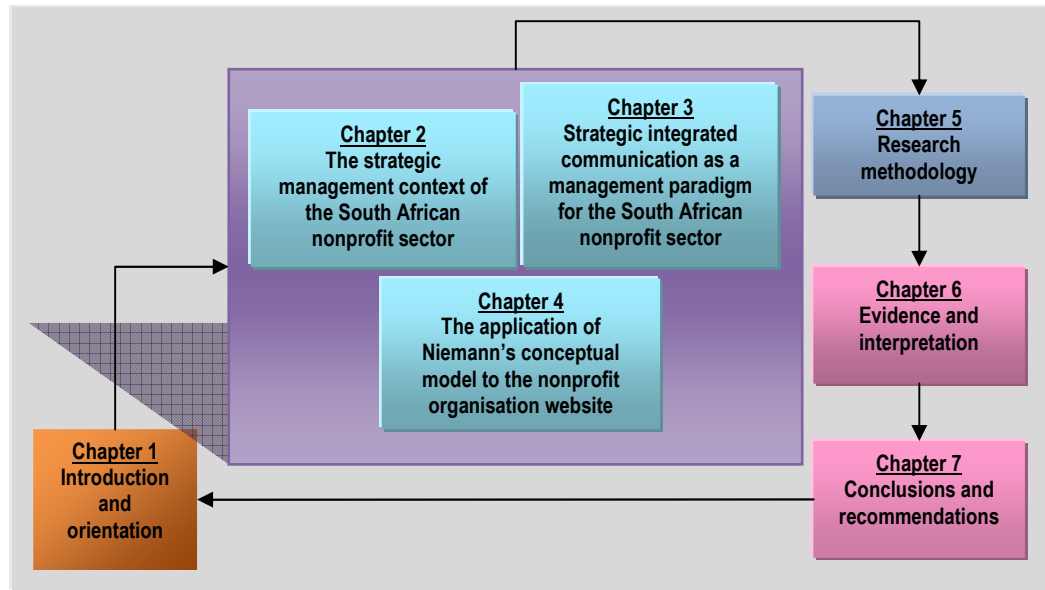 Chapter 1
Introduction
and
orientation
Chapter 2
The strategic
management context of
the South African
nonprofit sector
Chapter 3
Strategic integrated
communication as a
management paradigm
for the South African
nonprofit sector
Chapter 4
The application of
Niemann’s conceptual
model to the nonprofit
organisation website
Chapter 5
Research
methodology
Chapter 6
Evidence and
interpretation
Chapter 7
Conclusions and
recommendations